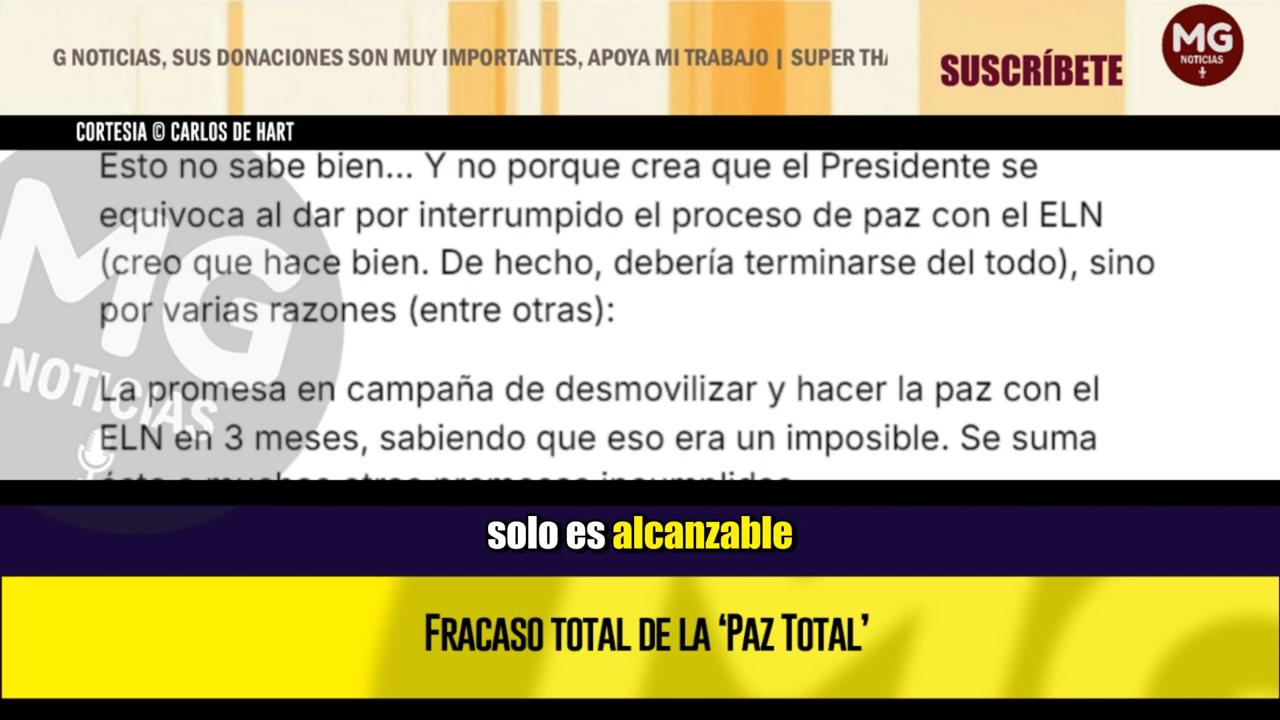 G NOTICIAS, SUS DONACIONES SON MUY IMPORTANTES, APOYA MI TRABAJO | SUPER THA
SUSCRÍBETE
MG
NOTICIAS
CORTESIA © CARLOS DE HART
Esto no sabe bien... Y no porque crea que el Presidente se
equivoca al dar por interrumpido el proceso de paz con el ELN
(creo que hace bien. De hecho, debería terminarse del todo), sino
por varias razones (entre otras):
La promesa en campaña de desmovilizar y hacer la paz con el
ELN en 3 meses, sabiendo que eso era un imposible. Se suma
MG
NOTICIAS
solo es alcanzable
FRACASO TOTAL DE LA ‘PAZ TOTAL’